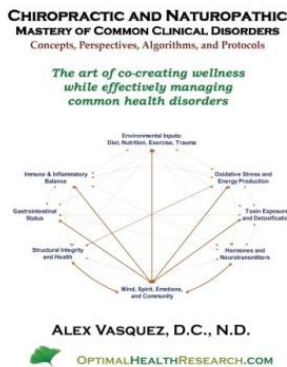 CHIROPRACTIC AND NATUROPATHIC
MASTERY OF COMMON CLINICAL DISORDERS
Concepts, Perspectives, Algorithms, and Protocols
The art of co-creating wellness
while effectively managing
common health disorders
Environmental Inputs:
Diet, Nutrition, Exercise, Trauma
Immune & Inflammatory
Balance
Oxidative Stress and
Energy Production
Gastrointestinal
Status
Toxin Exposure
and Detoxificatio
Structural Integrity
and Health
Hormones and
Neurotransmitters
Mind, Spirit, Emotions,
and Community
ALEX VASQUEZ, D.C., N.D.
OPTIMALHEALTHRESEARCH.COM